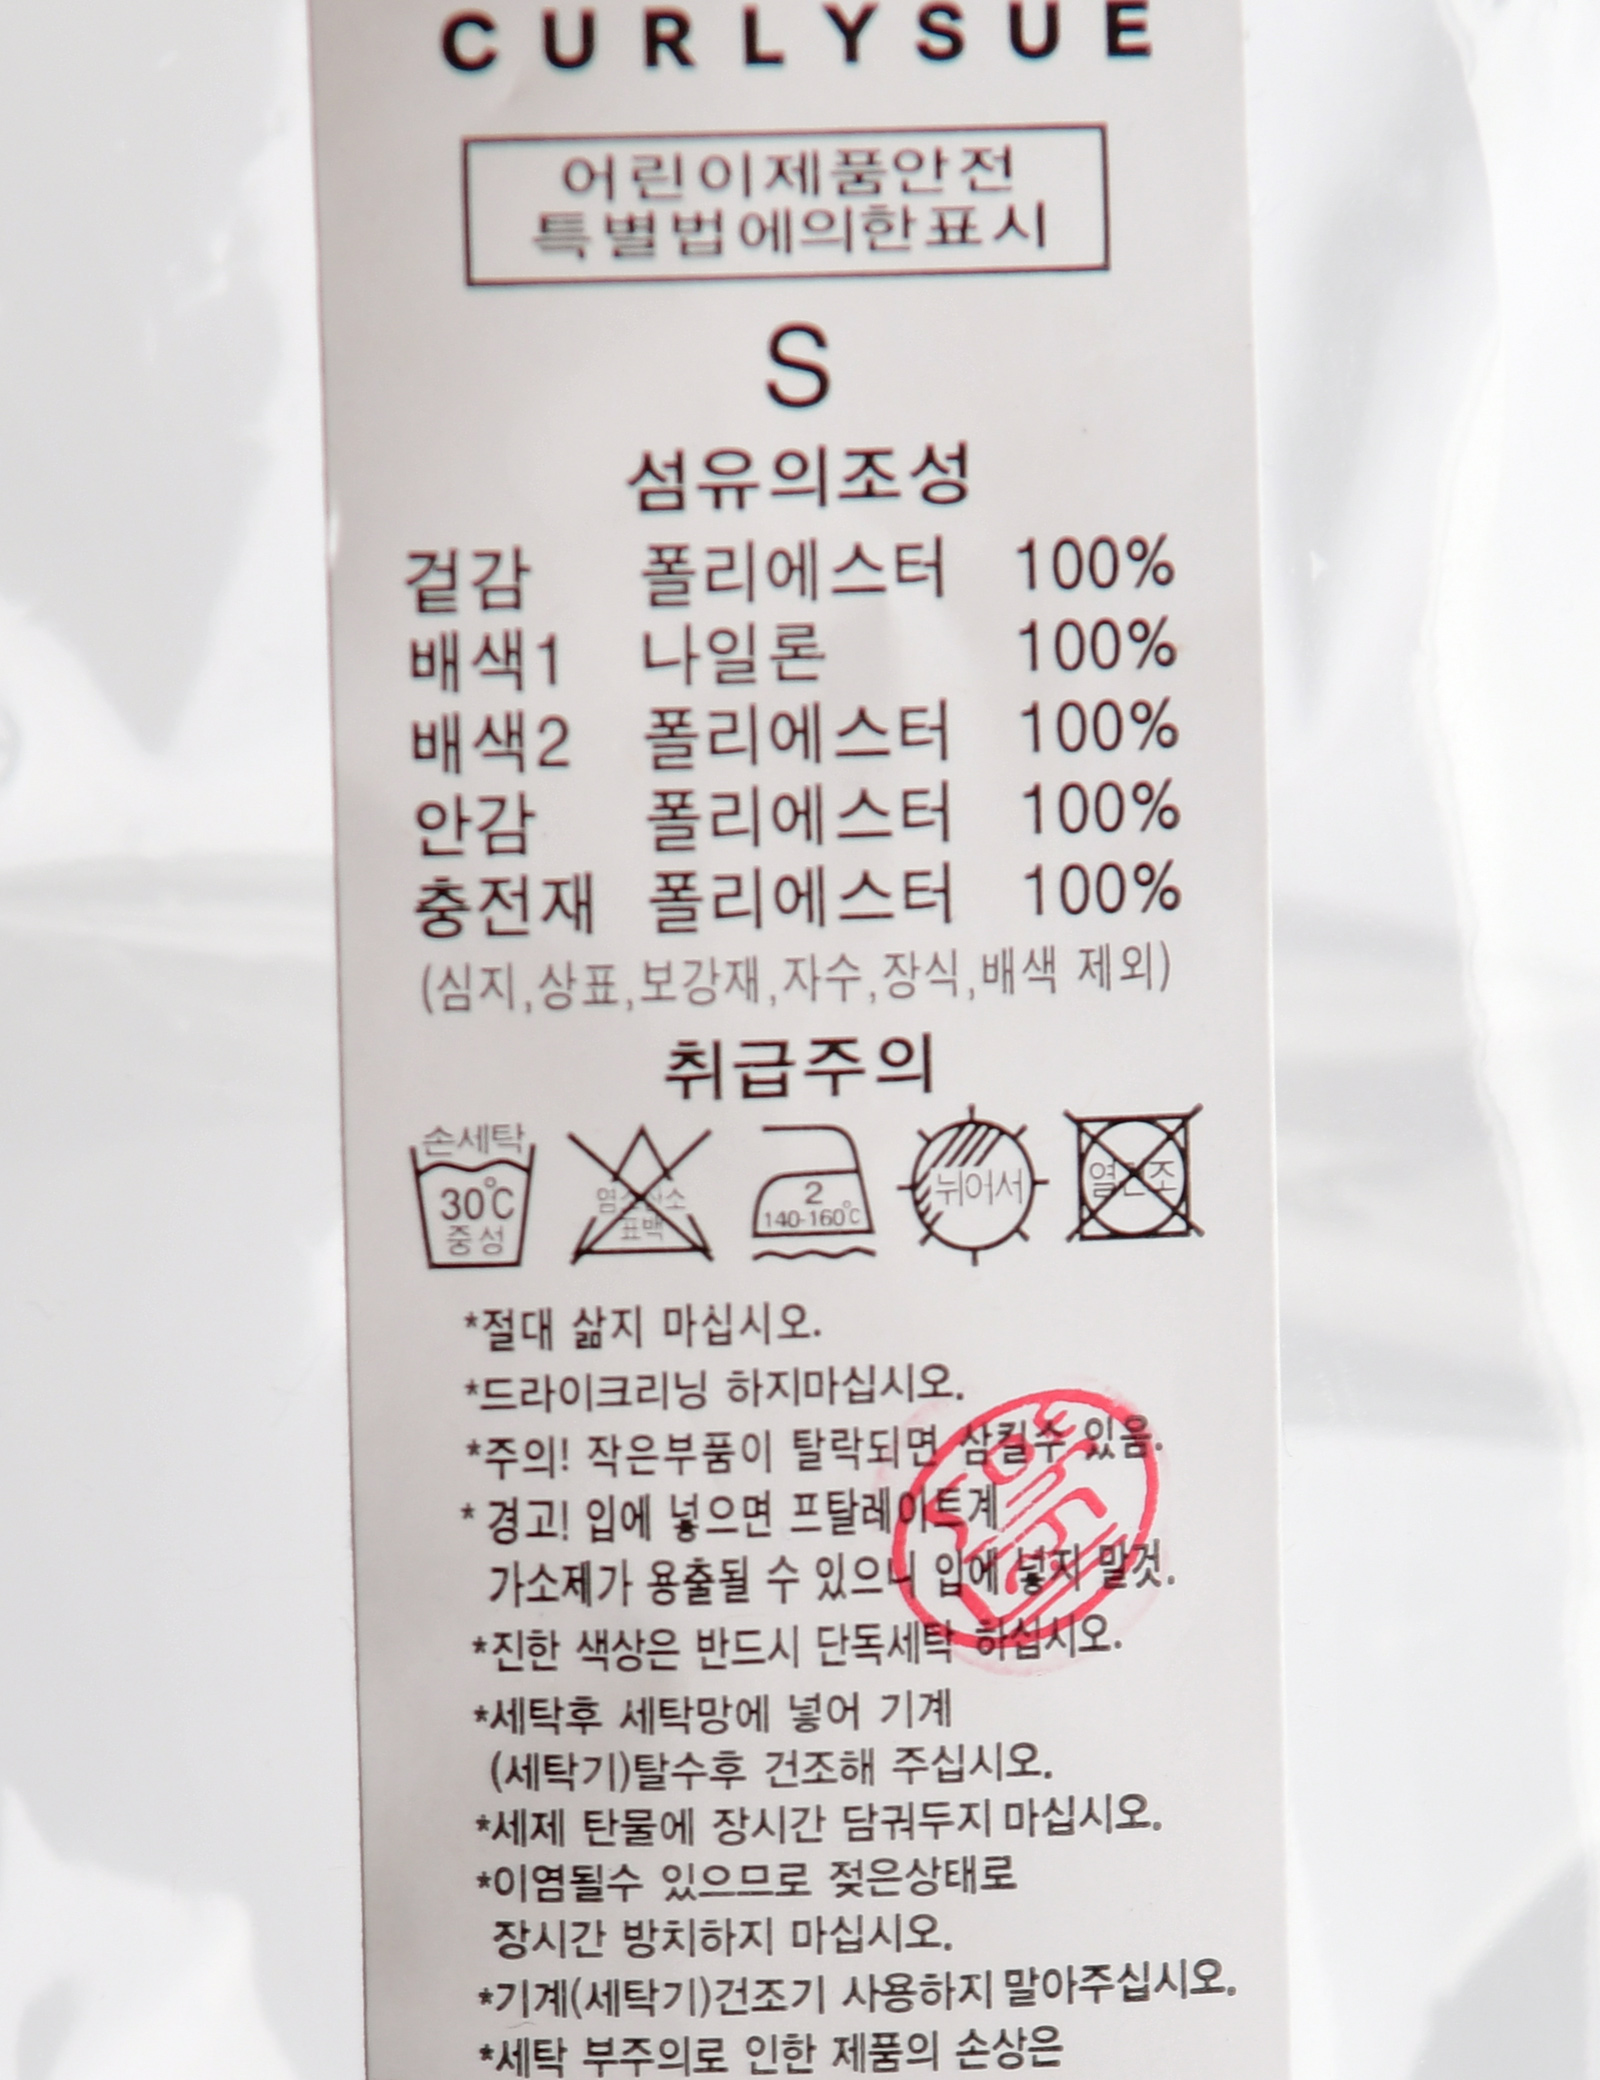 CURLYSUE
어린이제품안전
특별법에의한표시
S
섬유의조성
겉감 폴리에스터 100%
배색1 나일론 100%
배색2 폴리에스터 100%
안감 폴리에스터 100%
충전재 폴리에스터 100%
(심지,상표,보강재,자수,장식,배색 제외)
취급주의
손세탁
30℃
중성
염소산소
표백
2
140-160℃
뉘어서
열건조
*절대 삶지 마십시오.
*드라이크리닝 하지마십시오.
*주의! 작은부품이 탈락되면 삼킬수 있음.
*경고! 입에 넣으면 프탈레이트계
가소제가 용출될 수 있으니 입에 넣지 말것.
*진한 색상은 반드시 단독세탁 하십시오.
*세탁후 세탁망에 넣어 기계
(세탁기)탈수후 건조해 주십시오.
*세제 탄물에 장시간 담궈두지 마십시오.
*이염될수 있으므로 젖은상태로
장시간 방치하지 마십시오.
*기계(세탁기)건조기 사용하지 말아주십시오.
*세탁 부주의로 인한 제품의 손상은